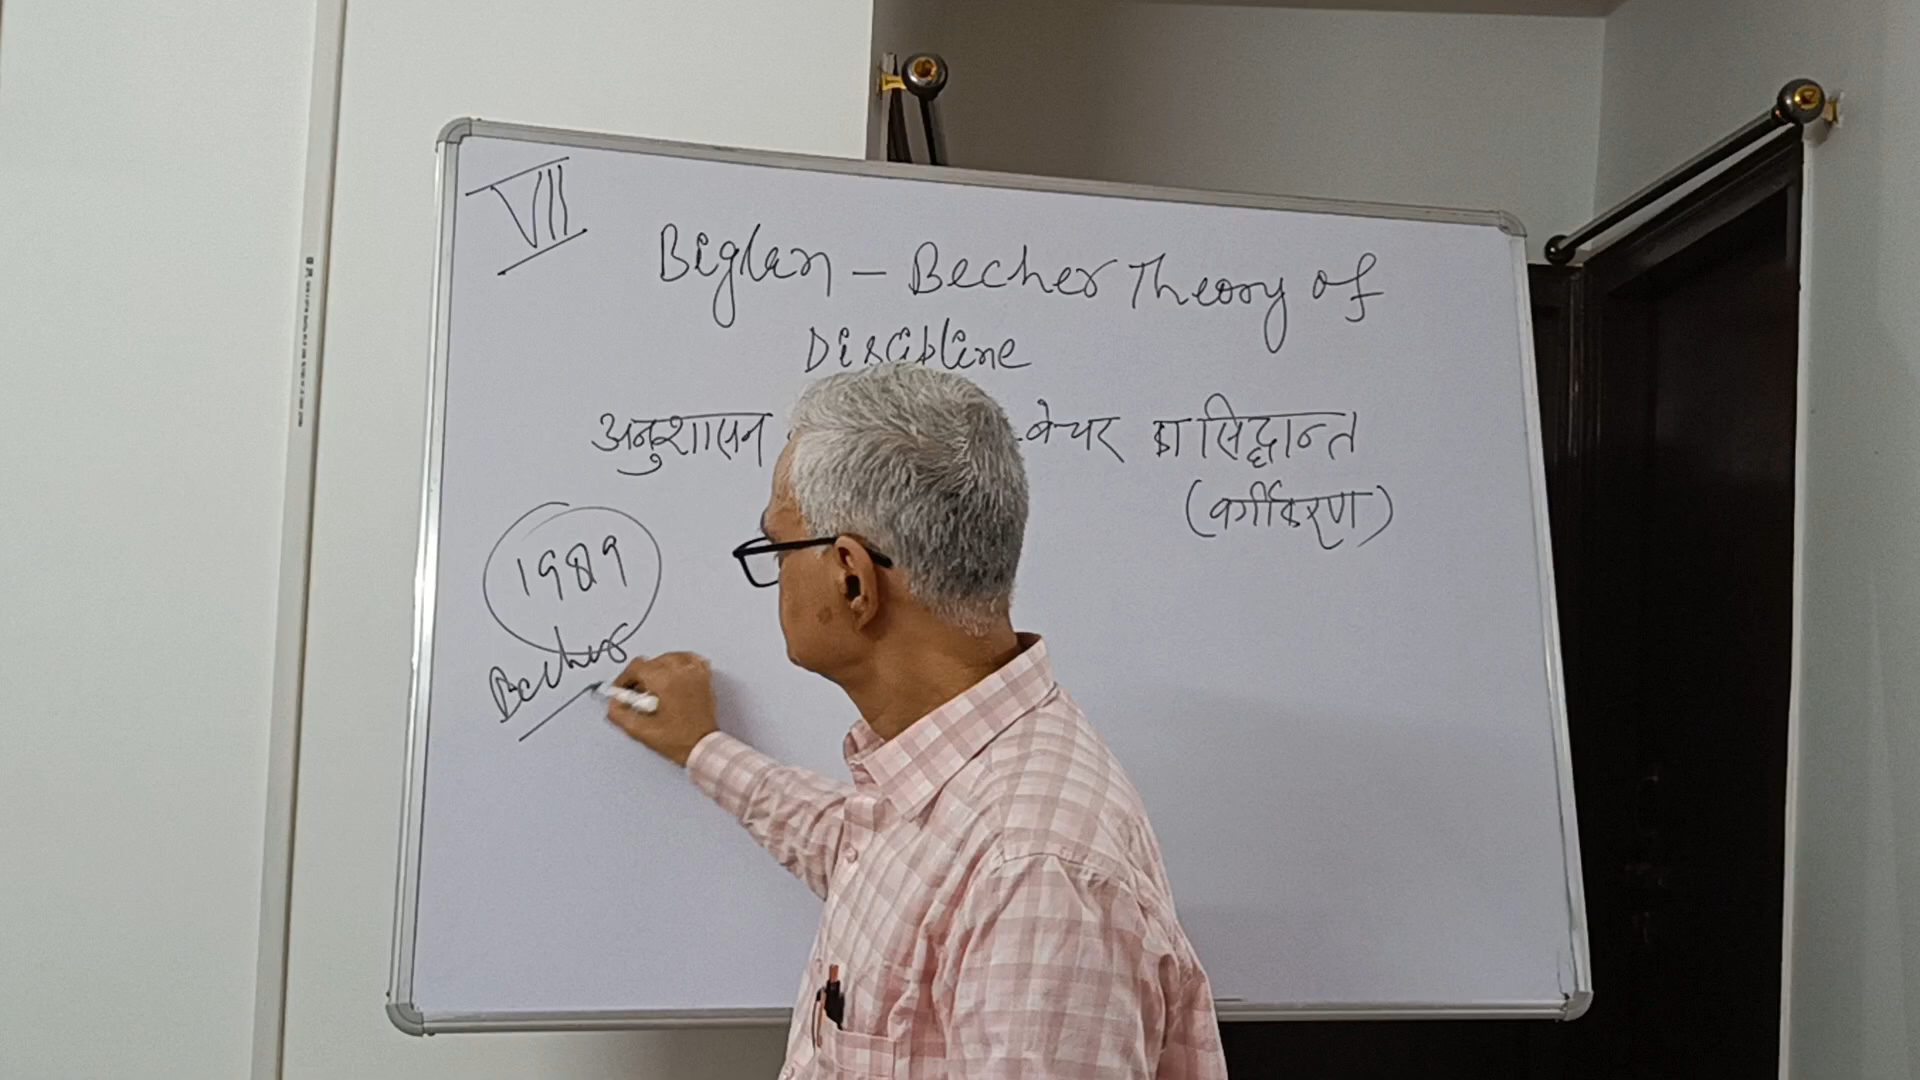 VII
Biglan - Becher Theory of
Discipline
अनुशासन -बेचर का सिद्धान्त
(वर्गीकरण)
1989
Becher